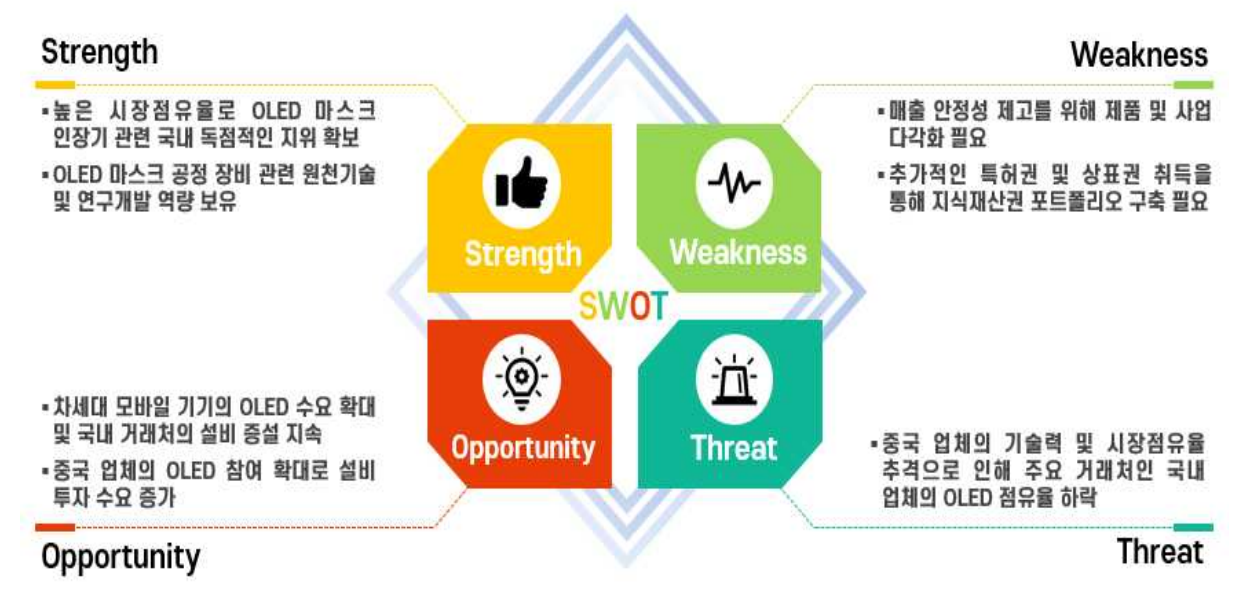 Strength
▪높은 시장점유율로 OLED 마스크
인장기 관련 국내 독점적인 지위 확보
▪OLED 마스크 공정 장비 관련 원천기술
및 연구개발 역량 보유
Weakness
▪매출 안정성 제고를 위해 제품 및 사업
다각화 필요
▪추가적인 특허권 및 상표권 취득을
통해 지식재산권 포트폴리오 구축 필요
Strength
Weakness
SWOT
Opportunity
Threat
▪차세대 모바일 기기의 OLED 수요 확대
및 국내 거래처의 설비 증설 지속
▪중국 업체의 OLED 참여 확대로 설비
투자 수요 증가
Opportunity
▪중국 업체의 기술력 및 시장점유율
추격으로 인해 주요 거래처인 국내
업체의 OLED 점유율 하락
Threat